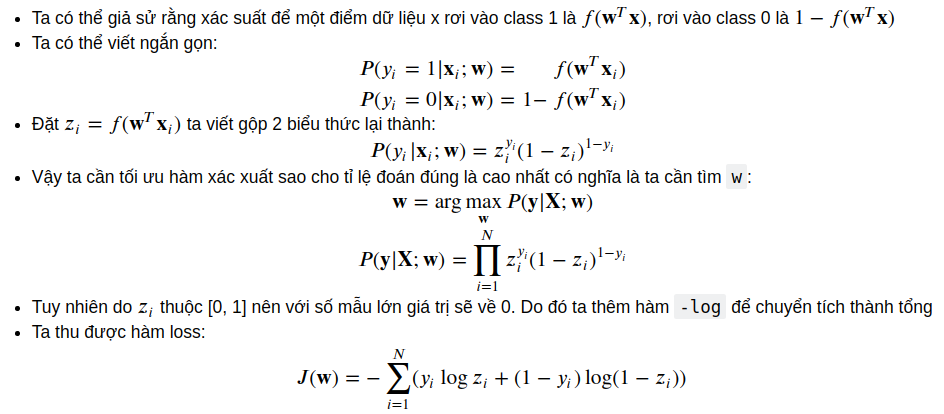 • Ta có thể giả sử rằng xác suất để một điểm dữ liệu x rơi vào class 1 là $f(\mathbf{w}^T\mathbf{x})$, rơi vào class 0 là $1 - f(\mathbf{w}^T\mathbf{x})$
• Ta có thể viết ngắn gọn:
$P(y_i = 1|\mathbf{x}_i; \mathbf{w}) = f(\mathbf{w}^T\mathbf{x}_i)$
$P(y_i = 0|\mathbf{x}_i; \mathbf{w}) = 1 - f(\mathbf{w}^T\mathbf{x}_i)$
• Đặt $z_i = f(\mathbf{w}^T\mathbf{x}_i)$ ta viết gộp 2 biểu thức lại thành:
$P(y_i|\mathbf{x}_i; \mathbf{w}) = z_i^{y_i}(1 - z_i)^{1-y_i}$
• Vậy ta cần tối ưu hàm xác xuất sao cho tỉ lệ đoán đúng là cao nhất có nghĩa là ta cần tìm w:
$\mathbf{w} = \arg\max_{\mathbf{w}} P(\mathbf{y}|\mathbf{X}; \mathbf{w})$
$P(\mathbf{y}|\mathbf{X}; \mathbf{w}) = \prod_{i=1}^{N} z_i^{y_i}(1 - z_i)^{1-y_i}$
• Tuy nhiên do $z_i$ thuộc [0, 1] nên với số mẫu lớn giá trị sẽ về 0. Do đó ta thêm hàm -log để chuyển tích thành tổng
• Ta thu được hàm loss:
$J(\mathbf{w}) = -\sum_{i=1}^{N}(y_i \log z_i + (1 - y_i)\log(1 - z_i))$